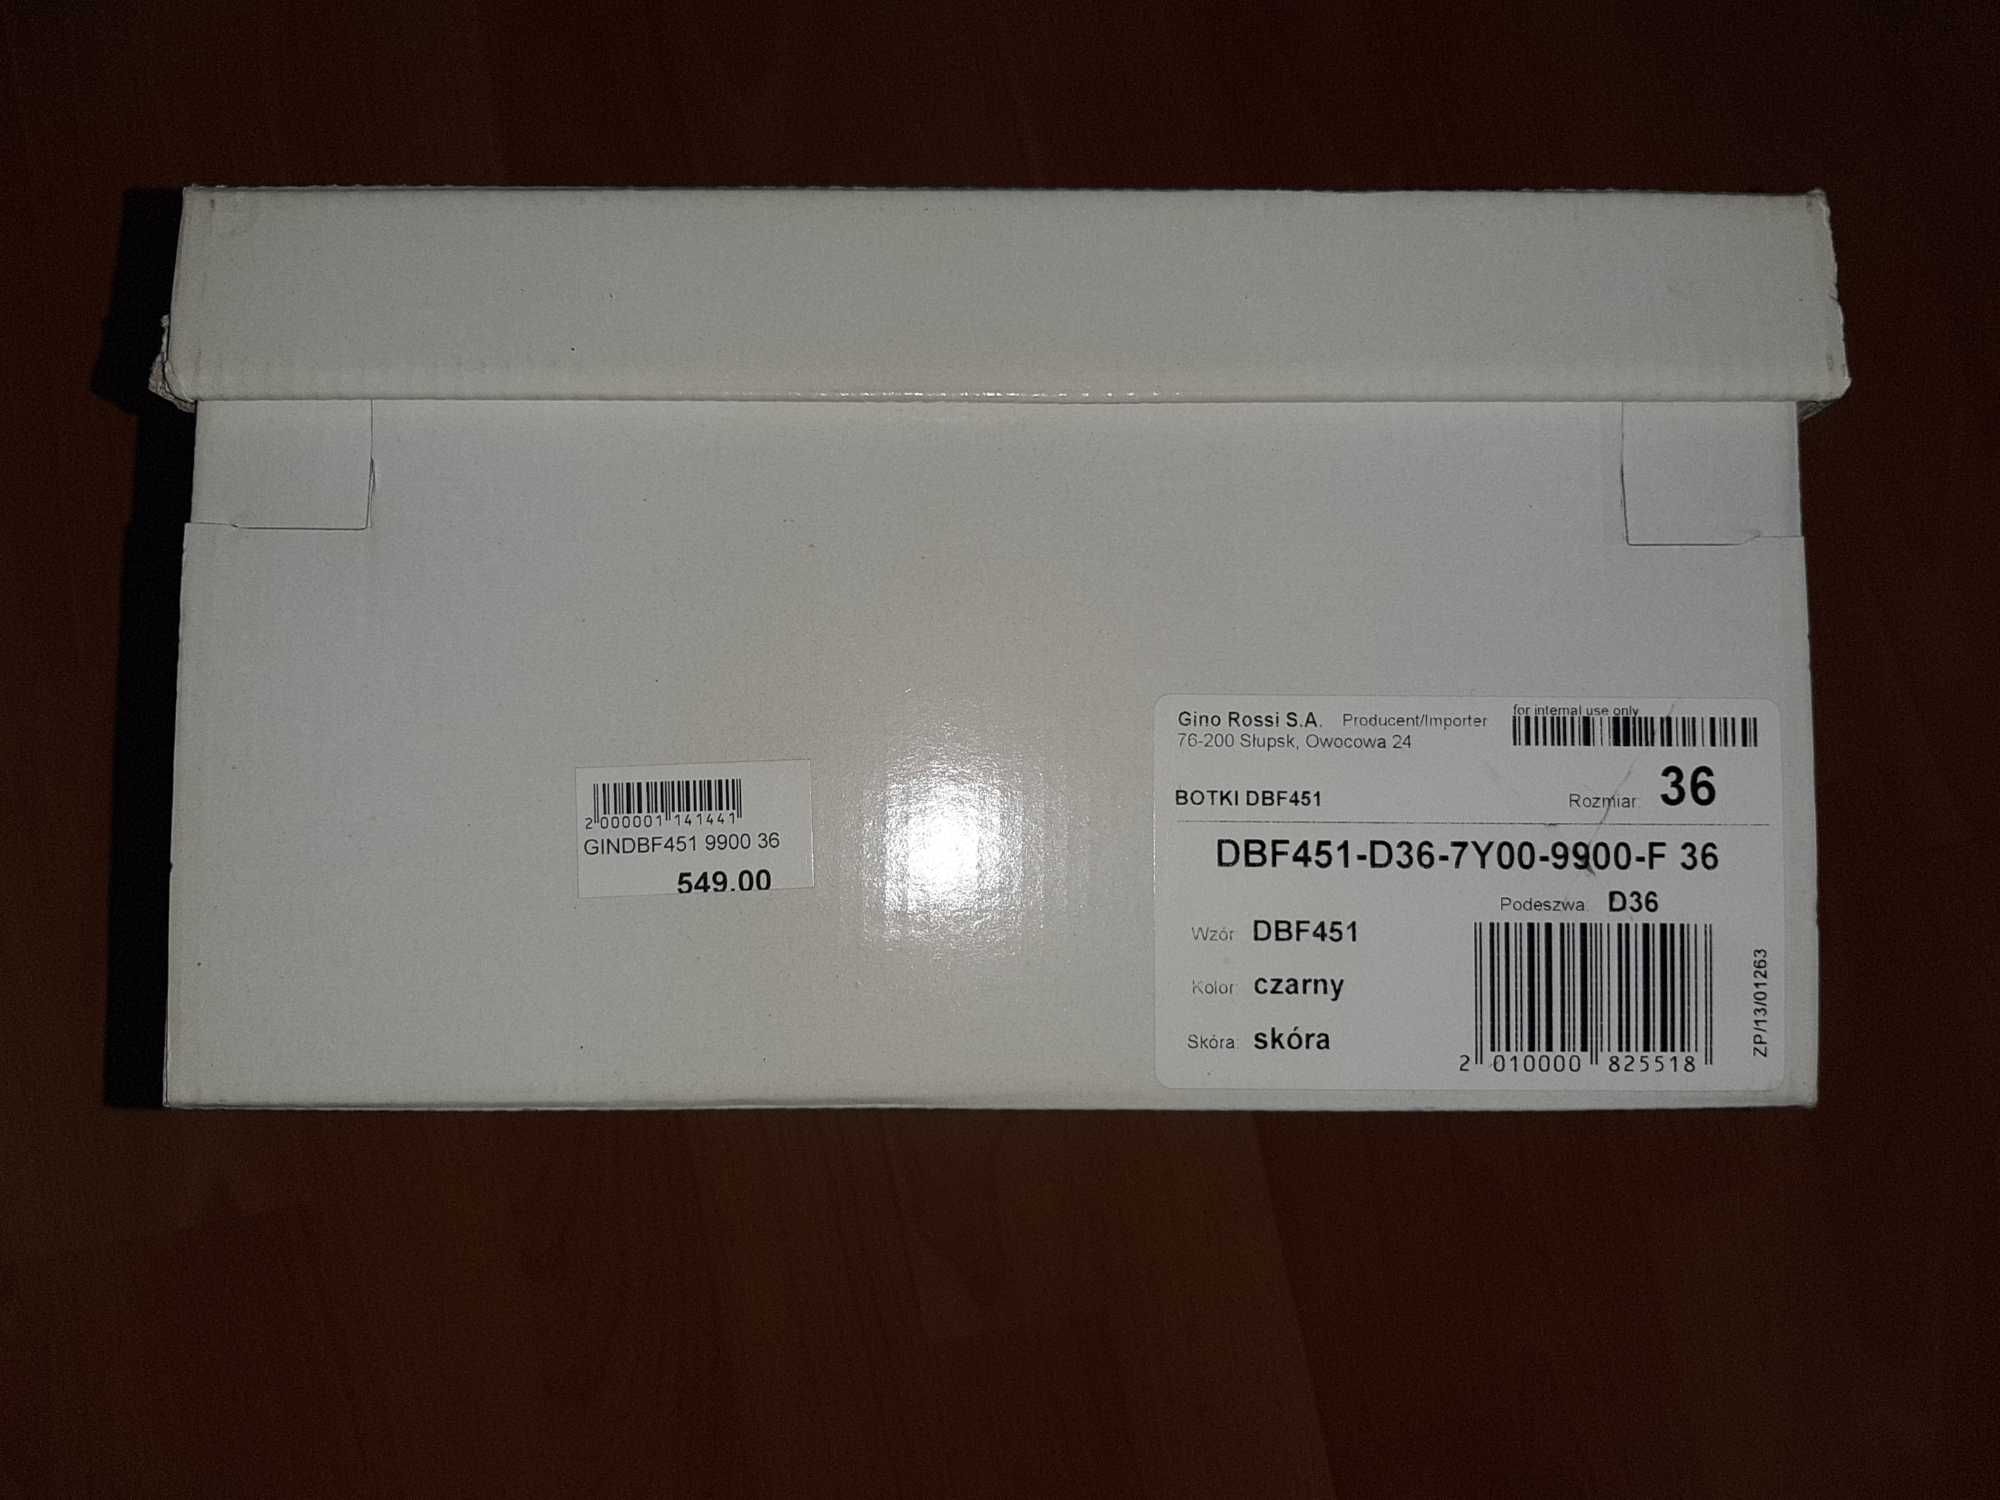 2 000001 141441
GINDBF451 9900 36
549.00
Gino Rossi S.A. Producent/Importer
76-200 Słupsk, Owocowa 24
for internal use only
BOTKI DBF451
Rozmiar: 36
DBF451-D36-7Y00-9900-F 36
Podeszwa: D36
Wzór: DBF451
Kolor: czarny
Skóra: skóra
2 010000 825518
ZP/13/01263